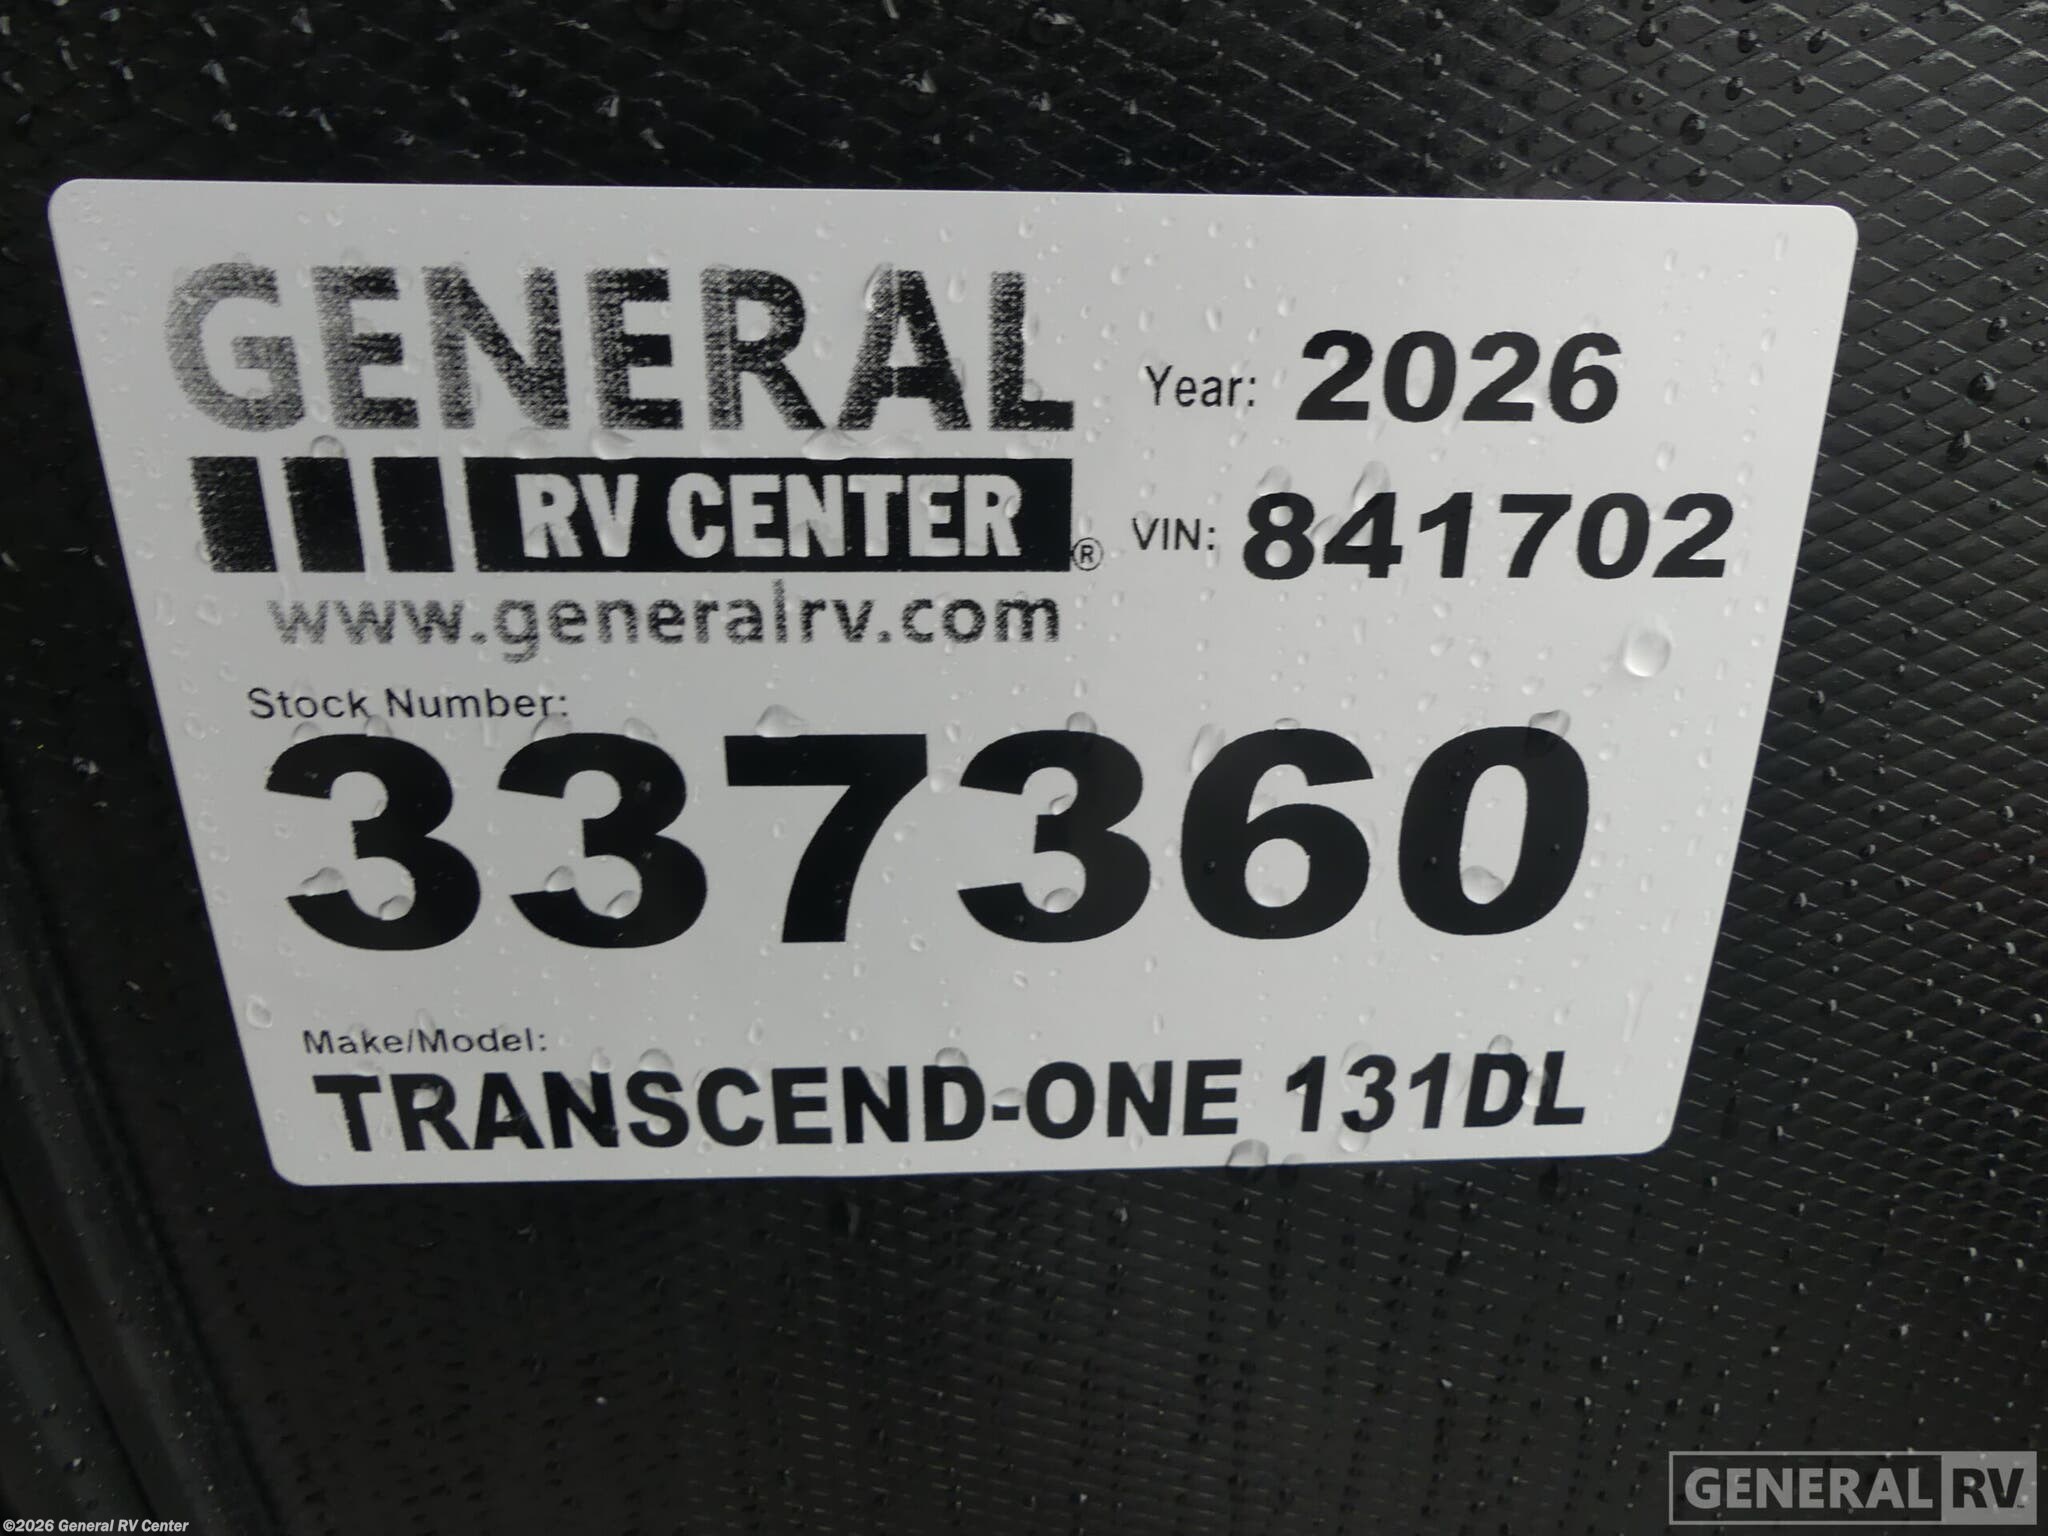 GENERAL
RV CENTER®
www.generalrv.com
Year: 2026
VIN: 841702
Stock Number:
337360
Make/Model:
TRANSCEND-ONE 131DL
©2026 General RV Center
GENERAL RV